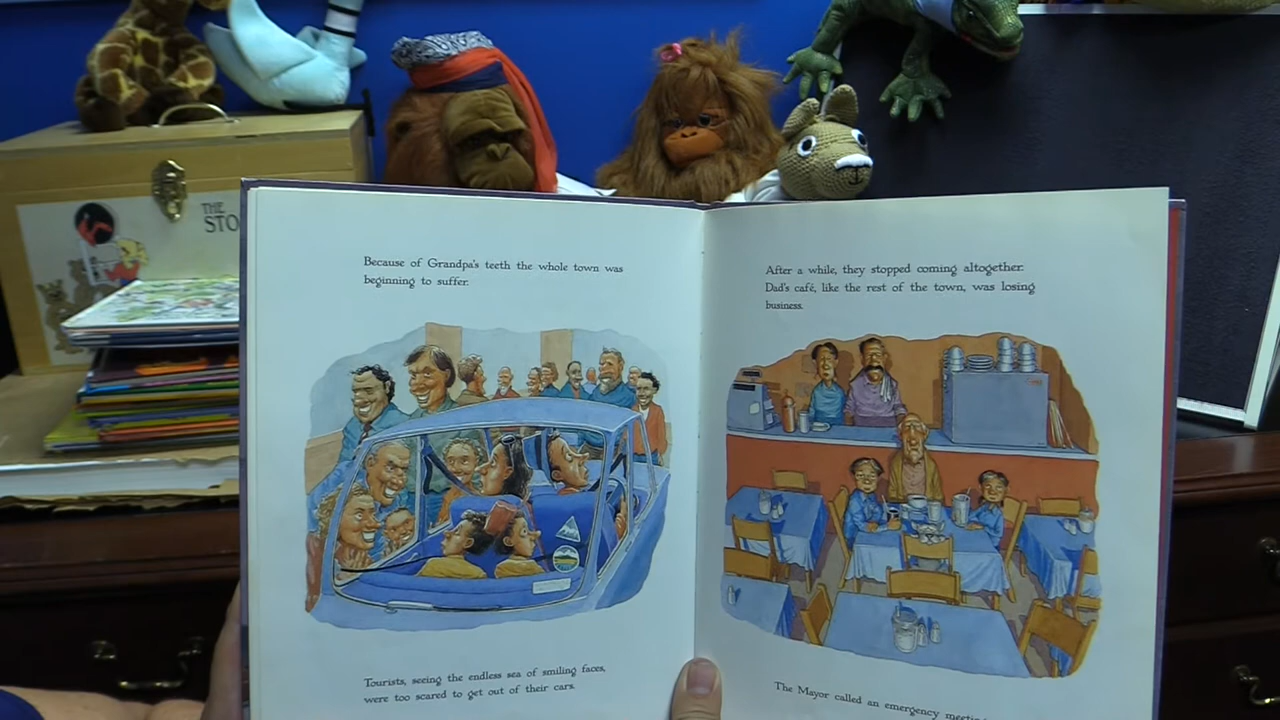 THE
STO
Because of Grandpa's teeth the whole town was
beginning to suffer.
Tourists, seeing the endless sea of smiling faces,
were too scared to get out of their cars.
After a while, they stopped coming altogether.
Dad's café, like the rest of the town, was losing
business.
The Mayor called an emergency